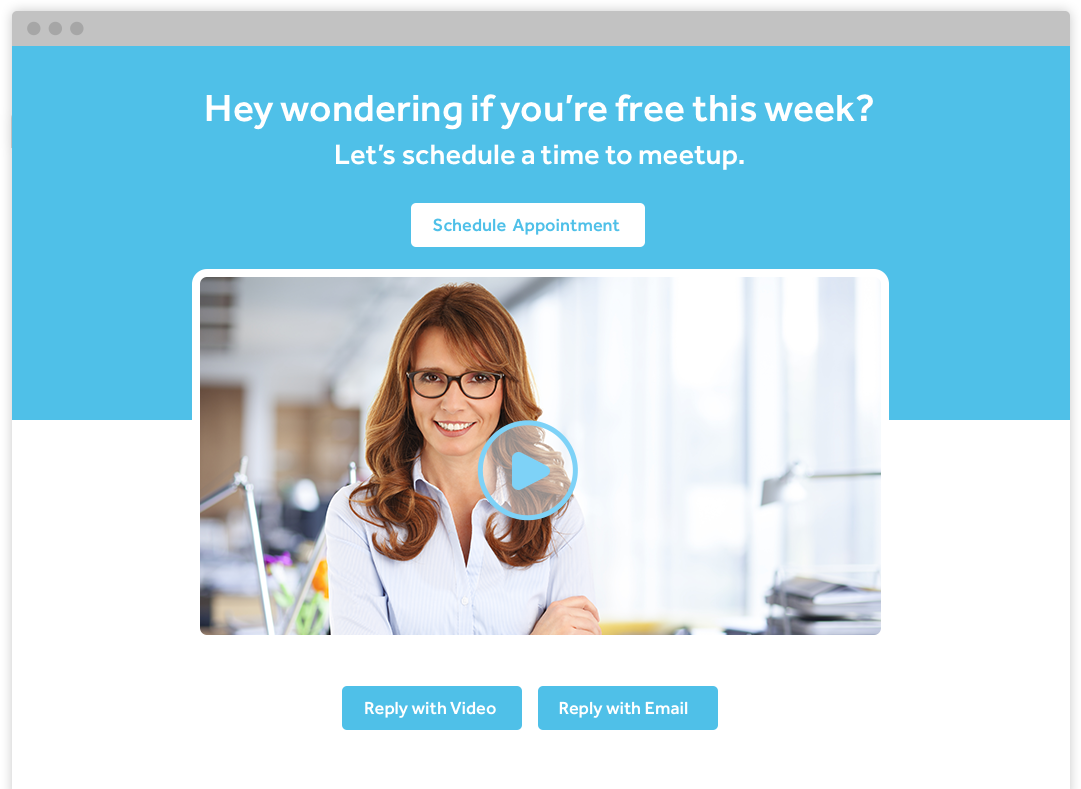 Hey wondering if you’re free this week?
Let’s schedule a time to meetup.
Schedule Appointment
Reply with Video
Reply with Email